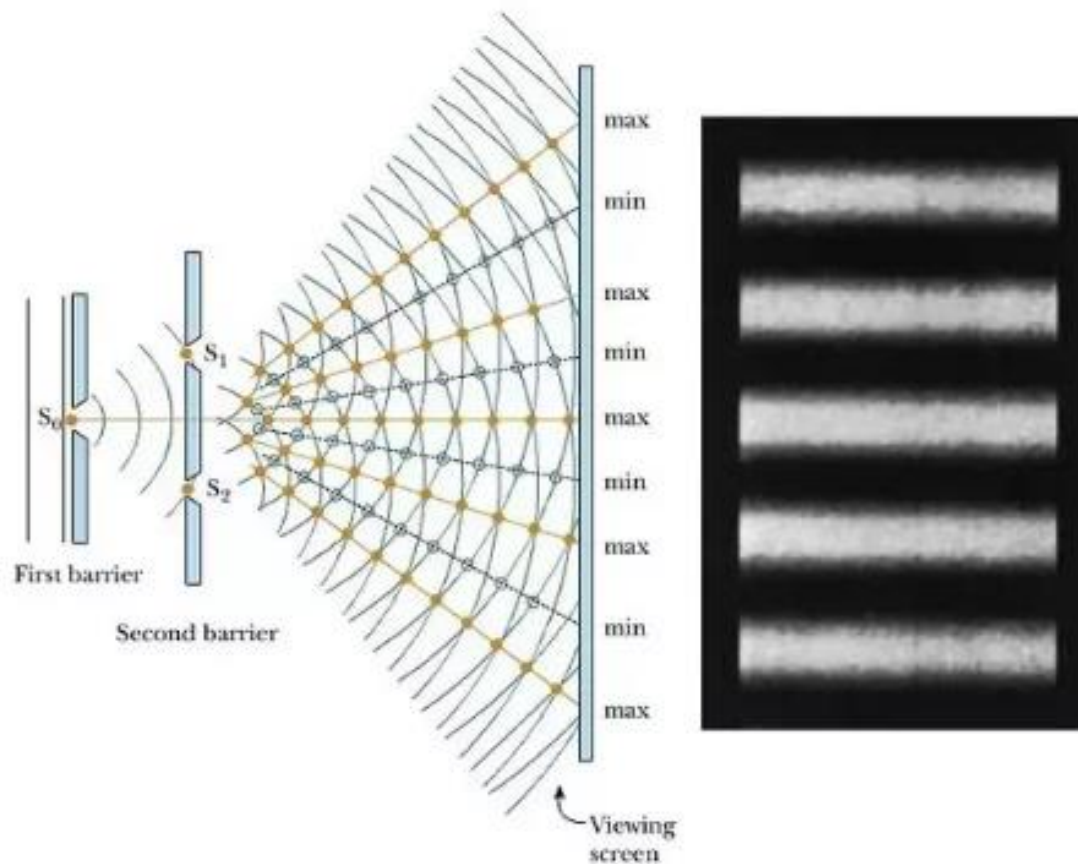 max
min
max
S1
min
S0
max
S2
min
max
First barrier
min
Second barrier
max
Viewing
screen